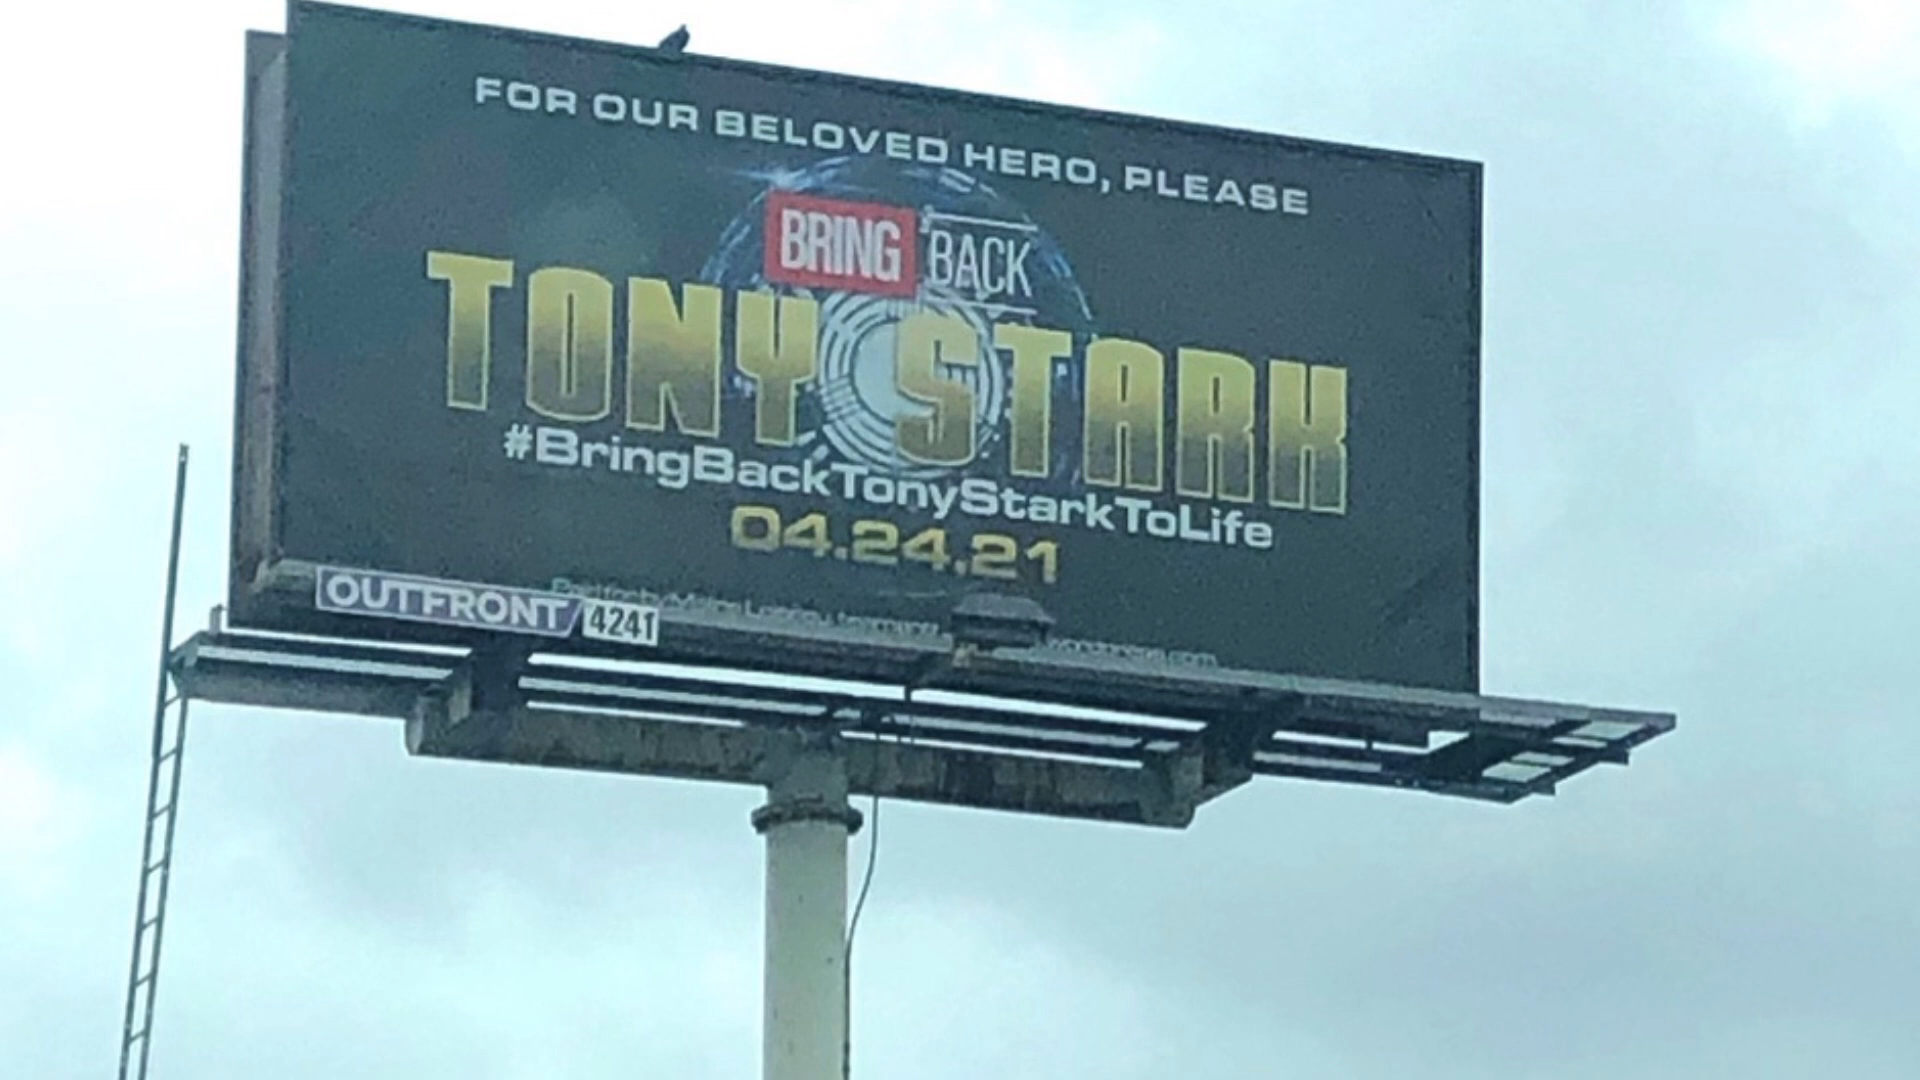 FOR OUR BELOVED HERO, PLEASE
BRING BACK
TONY STARK
#BringBackTonyStarkToLife
04.24.21
OUTFRONT/ 4241